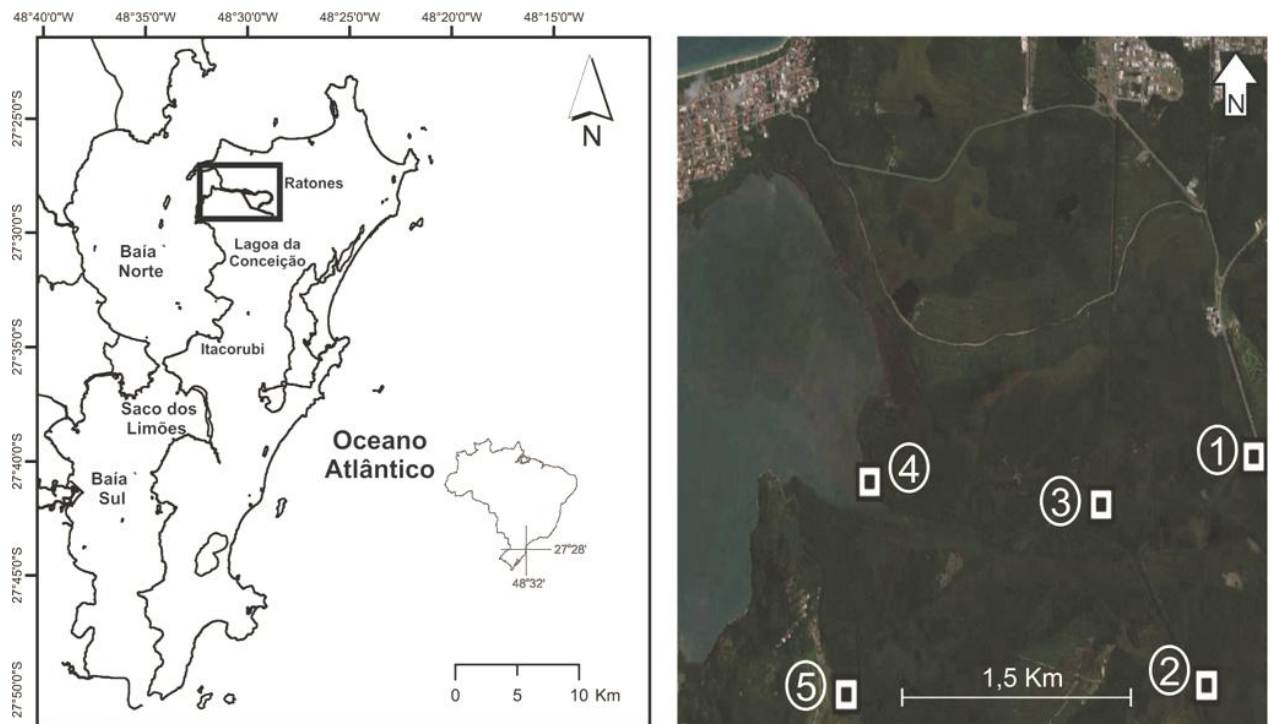 48°40'0"W 48°35'0"W 48°30'0"W 48°25'0"W 48°20'0"W 48°15'0"W
27°25'0"S
27°30'0"S
27°35'0"S
27°40'0"S
27°45'0"S
27°50'0"S
N
Ratones
Baía
Norte
Lagoa da
Conceição
Itacorubi
Saco dos
Limões
Baía
Sul
Oceano
Atlântico
27°28'
48°32'
0 5 10 Km
N
1
4
3
5
1,5 Km
2